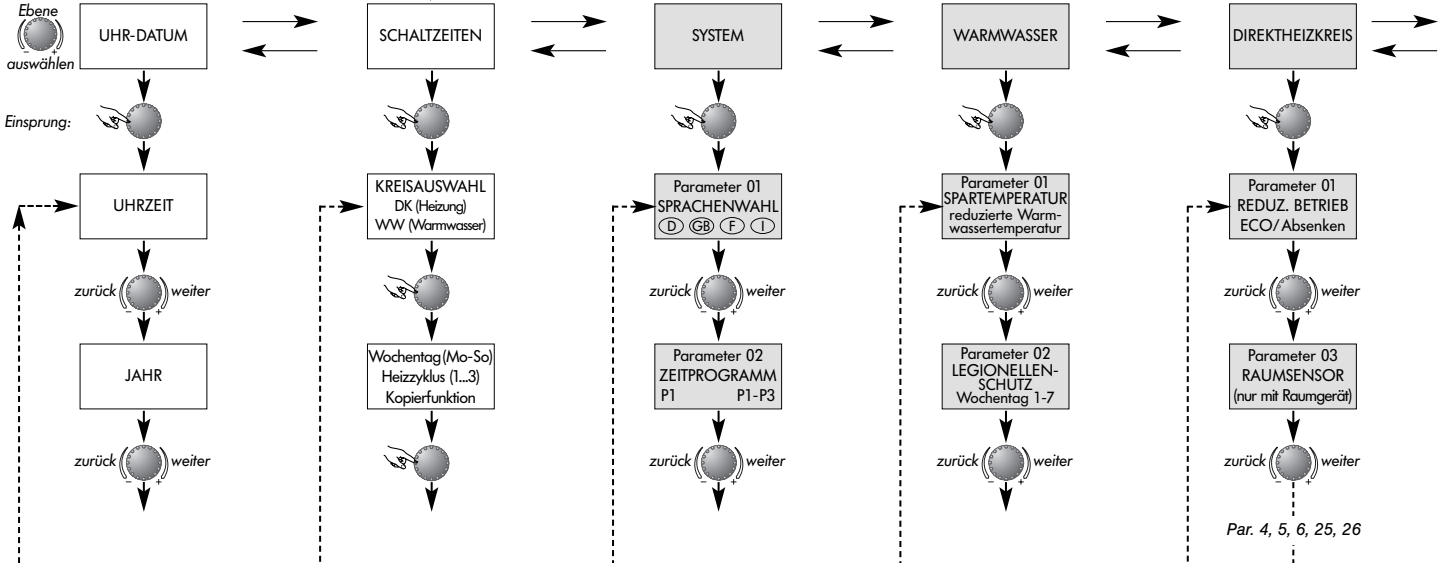 Ebene
- +
auswählen
UHR-DATUM
SCHALTZEITEN
SYSTEM
WARMWASSER
DIREKTHEIZKREIS
Einsprung:
UHRZEIT
KREISAUSWAHL
DK (Heizung)
WW (Warmwasser)
Parameter 01
SPRACHENWAHL
D GB F I
Parameter 01
SPARTEMPERATUR
reduzierte Warm-
wassertemperatur
Parameter 01
REDUZ. BETRIEB
ECO/Absenken
zurück - + weiter
zurück - + weiter
zurück - + weiter
zurück - + weiter
JAHR
Wochentag (Mo-So)
Heizzyklus (1...3)
Kopierfunktion
Parameter 02
ZEITPROGRAMM
P1 P1-P3
Parameter 02
LEGIONELLEN-
SCHUTZ
Wochentag 1-7
Parameter 03
RAUMSENSOR
(nur mit Raumgerät)
zurück - + weiter
zurück - + weiter
zurück - + weiter
zurück - + weiter
Par. 4, 5, 6, 25, 26